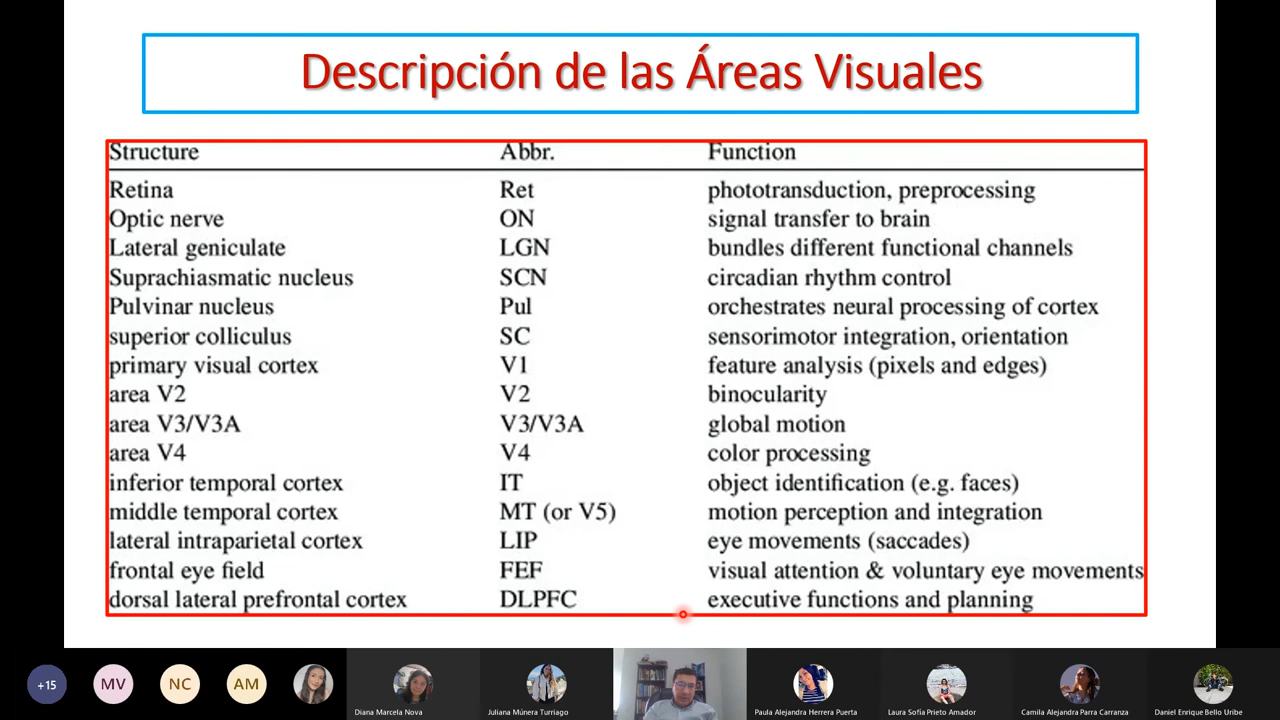 Descripción de las Áreas Visuales
Structure Abbr. Function
Retina Ret phototransduction, preprocessing
Optic nerve ON signal transfer to brain
Lateral geniculate LGN bundles different functional channels
Suprachiasmatic nucleus SCN circadian rhythm control
Pulvinar nucleus Pul orchestrates neural processing of cortex
superior colliculus SC sensorimotor integration, orientation
primary visual cortex V1 feature analysis (pixels and edges)
area V2 V2 binocularity
area V3/V3A V3/V3A global motion
area V4 V4 color processing
inferior temporal cortex IT object identification (e.g. faces)
middle temporal cortex MT (or V5) motion perception and integration
lateral intraparietal cortex LIP eye movements (saccades)
frontal eye field FEF visual attention & voluntary eye movements
dorsal lateral prefrontal cortex DLPFC executive functions and planning
+15 MV NC AM
Diana Marcela Nova Juliana Múnera Turriago Paula Alejandra Herrera Puerta Laura Sofía Prieto Amador Camila Alejandra Parra Carranza Daniel Enrique Bello Uribe